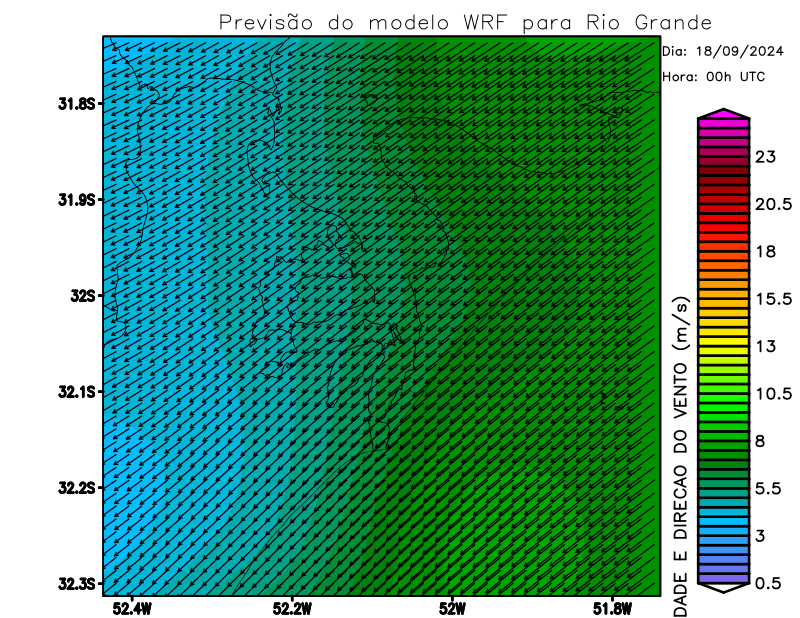 Previsão do modelo WRF para Rio Grande
Dia: 18/09/2024
Hora: 00h UTC
31.8S
31.9S
32S
32.1S
32.2S
32.3S
52.4W
52.2W
52W
51.8W
23
20.5
18
15.5
13
10.5
8
5.5
3
0.5
DADE E DIRECAO DO VENTO (m/s)